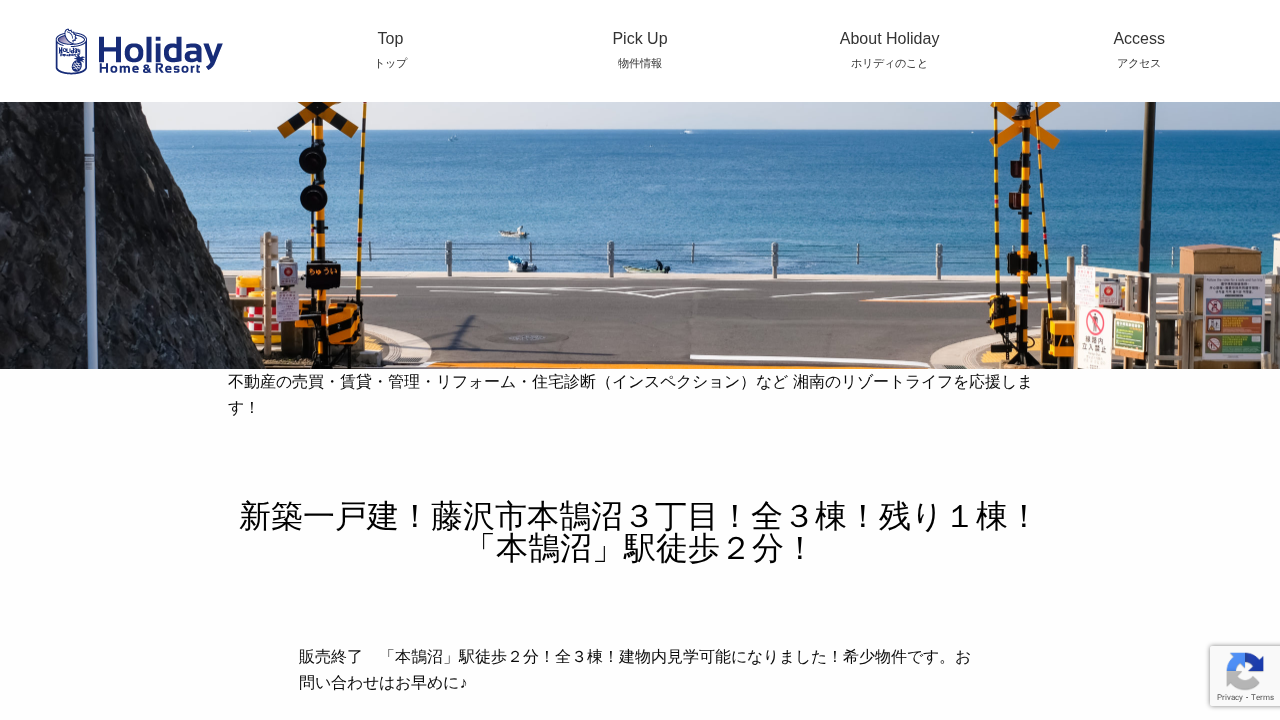 Holiday
Home & Resort
Top
トップ
Pick Up
物件情報
About Holiday
ホリディのこと
Access
アクセス
ちゅうい
不動産の売買・賃貸・管理・リフォーム・住宅診断（インスペクション）など 湘南のリゾートライフを応援しま
す！
新築一戸建！藤沢市本鵠沼３丁目！全３棟！残り１棟！
「本鵠沼」駅徒歩２分！
販売終了　「本鵠沼」駅徒歩２分！全３棟！建物内見学可能になりました！希少物件です。お
問い合わせはお早めに♪
Privacy - Terms